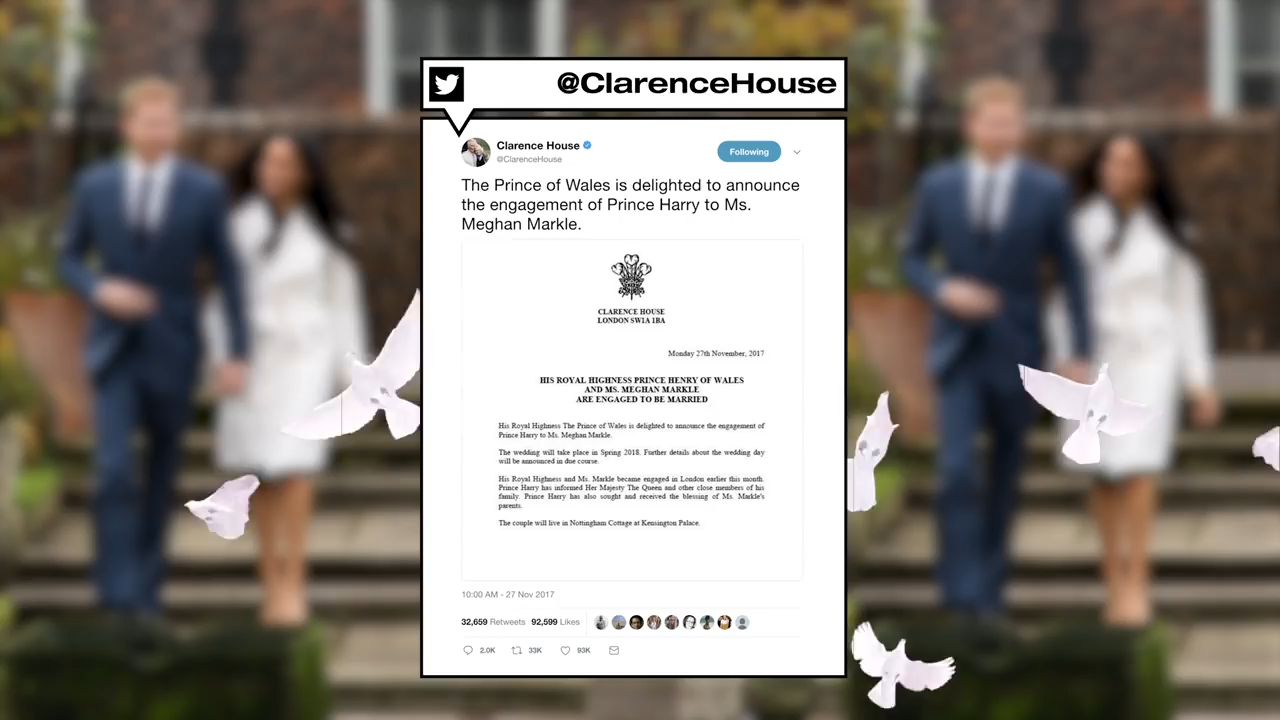 @ClarenceHouse
Clarence House
@ClarenceHouse
Following
The Prince of Wales is delighted to announce
the engagement of Prince Harry to Ms.
Meghan Markle.
CLARENCE HOUSE
LONDON SW1A 1BA
Monday 27th November, 2017
HIS ROYAL HIGHNESS PRINCE HENRY OF WALES
AND MS. MEGHAN MARKLE
ARE ENGAGED TO BE MARRIED
His Royal Highness The Prince of Wales is delighted to announce the engagement of
Prince Harry to Ms. Meghan Markle.
The wedding will take place in Spring 2018. Further details about the wedding day
will be announced in due course.
His Royal Highness and Ms. Markle became engaged in London earlier this month.
Prince Harry has informed Her Majesty The Queen and other close members of his
family. Prince Harry has also sought and received the blessing of Ms. Markle's
parents.
The couple will live in Nottingham Cottage at Kensington Palace.
10:00 AM - 27 Nov 2017
32,659 Retweets 92,599 Likes
2.0K 33K 93K